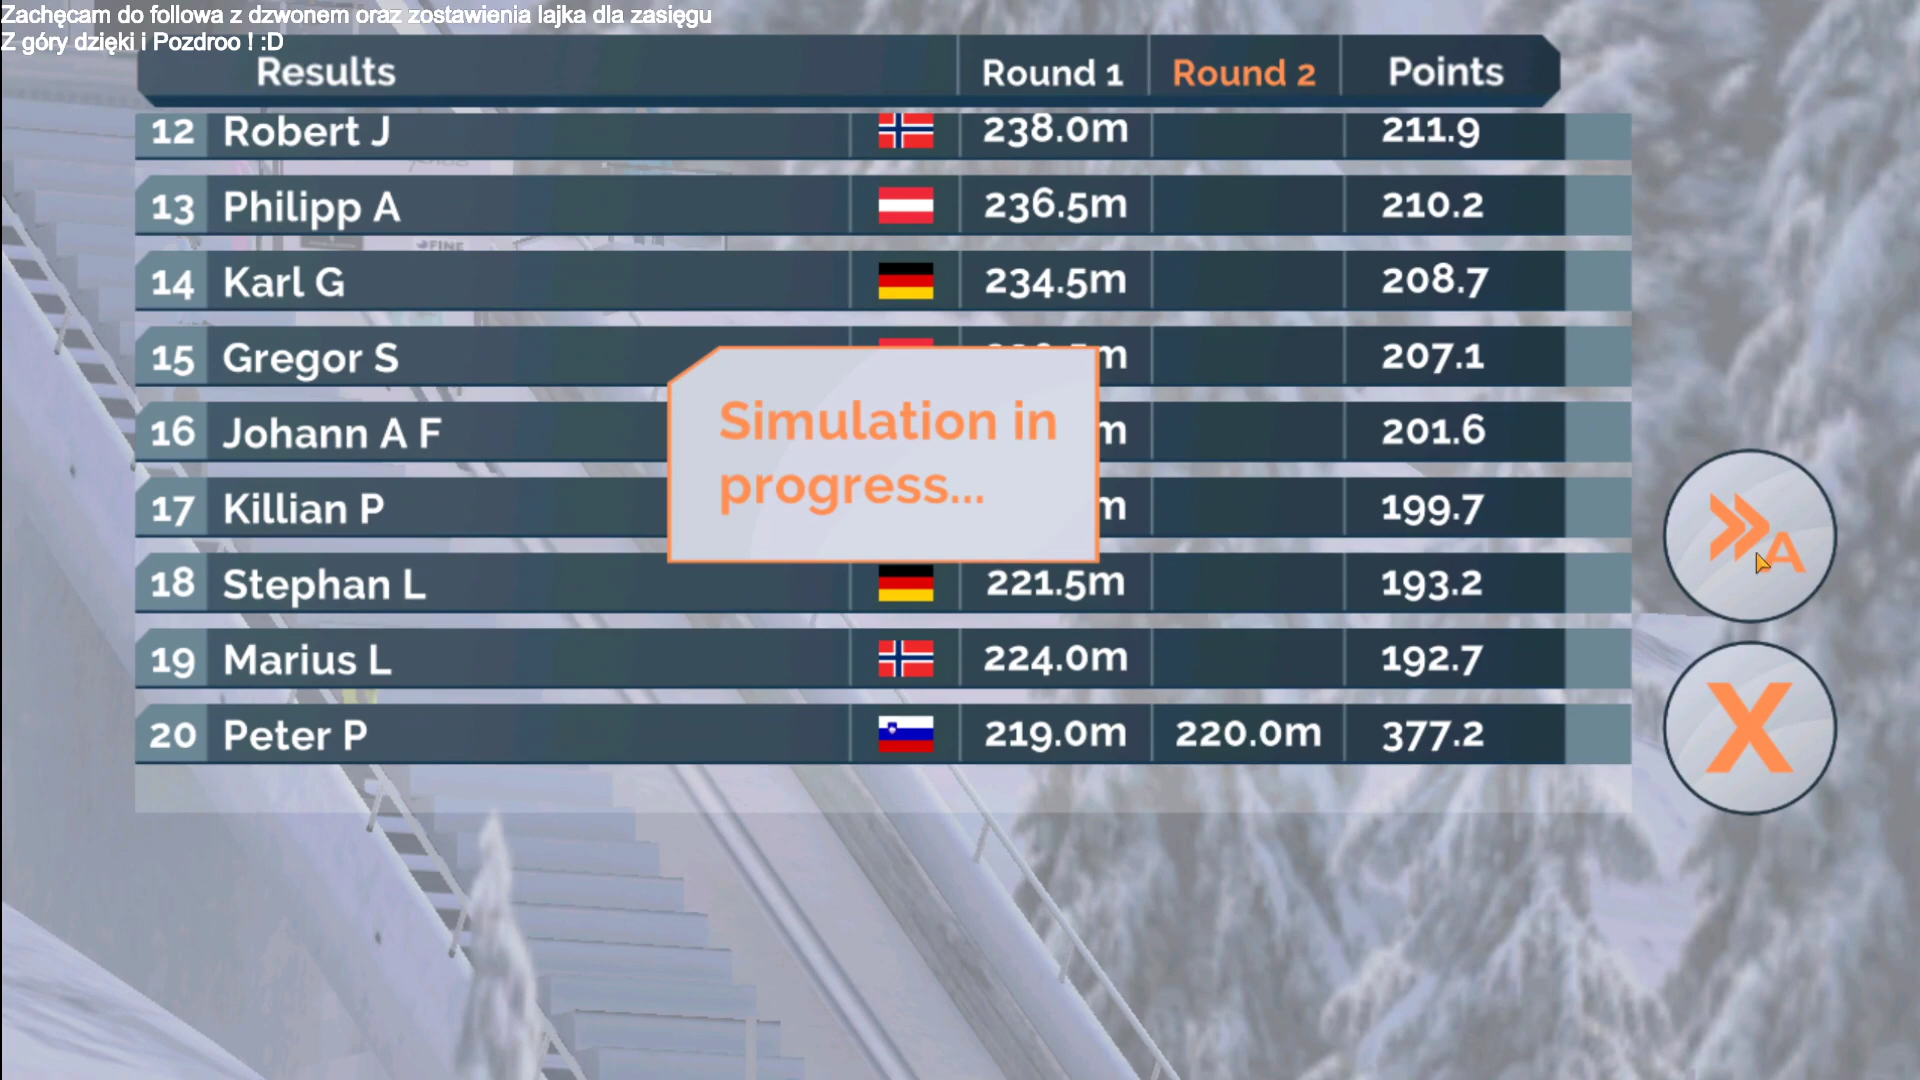 Zachęcam do followa z dzwonem oraz zostawienia lajka dla zasięgu
Z góry dzięki i Pozdroo ! :D
Results Round 1 Round 2 Points
12 Robert J 238.0m 211.9
13 Philipp A 236.5m 210.2
14 Karl G 234.5m 208.7
15 Gregor S m 207.1
16 Johann A F m 201.6
17 Killian P m 199.7
Simulation in
progress...
18 Stephan L 221.5m 193.2
19 Marius L 224.0m 192.7
20 Peter P 219.0m 220.0m 377.2
A
X
FINE